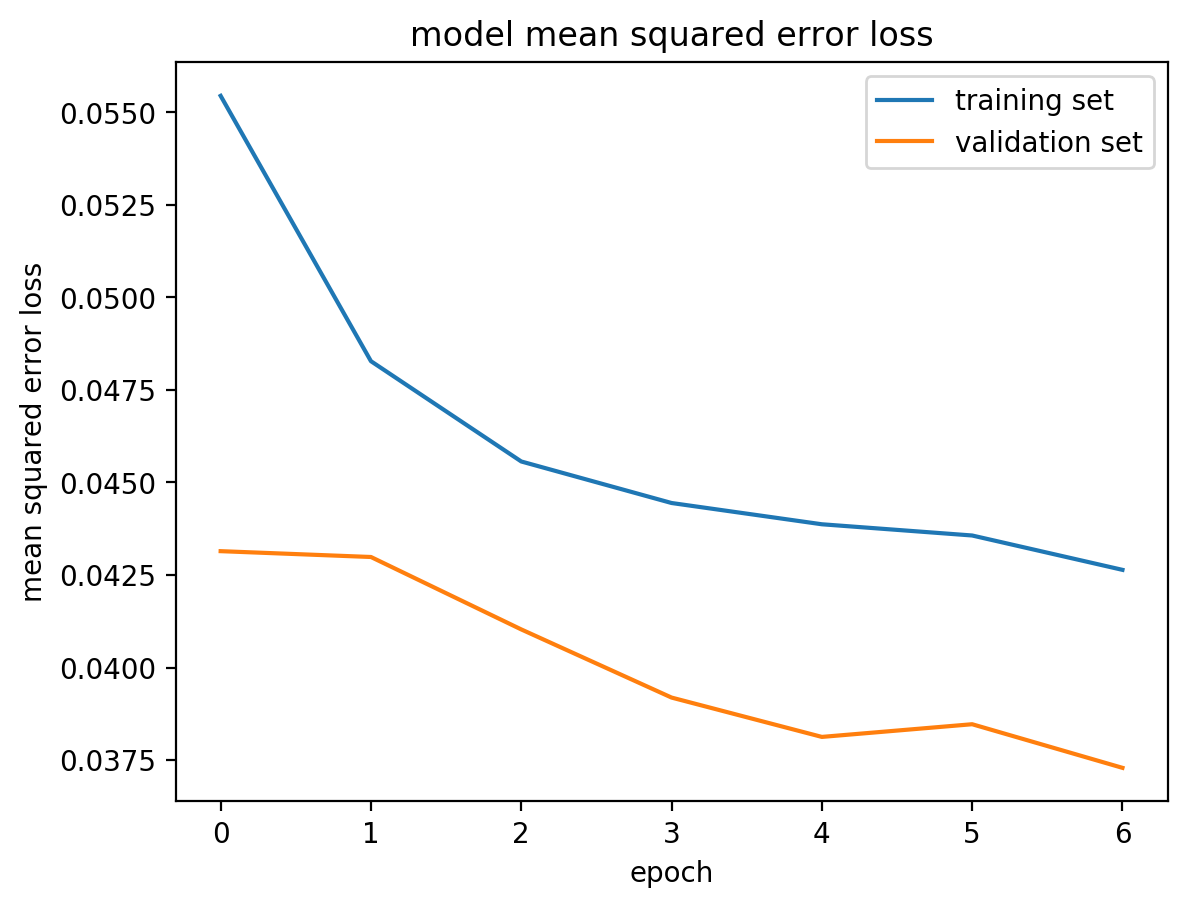 model mean squared error loss
training set
validation set
mean squared error loss
0.0550
0.0525
0.0500
0.0475
0.0450
0.0425
0.0400
0.0375
0 1 2 3 4 5 6
epoch